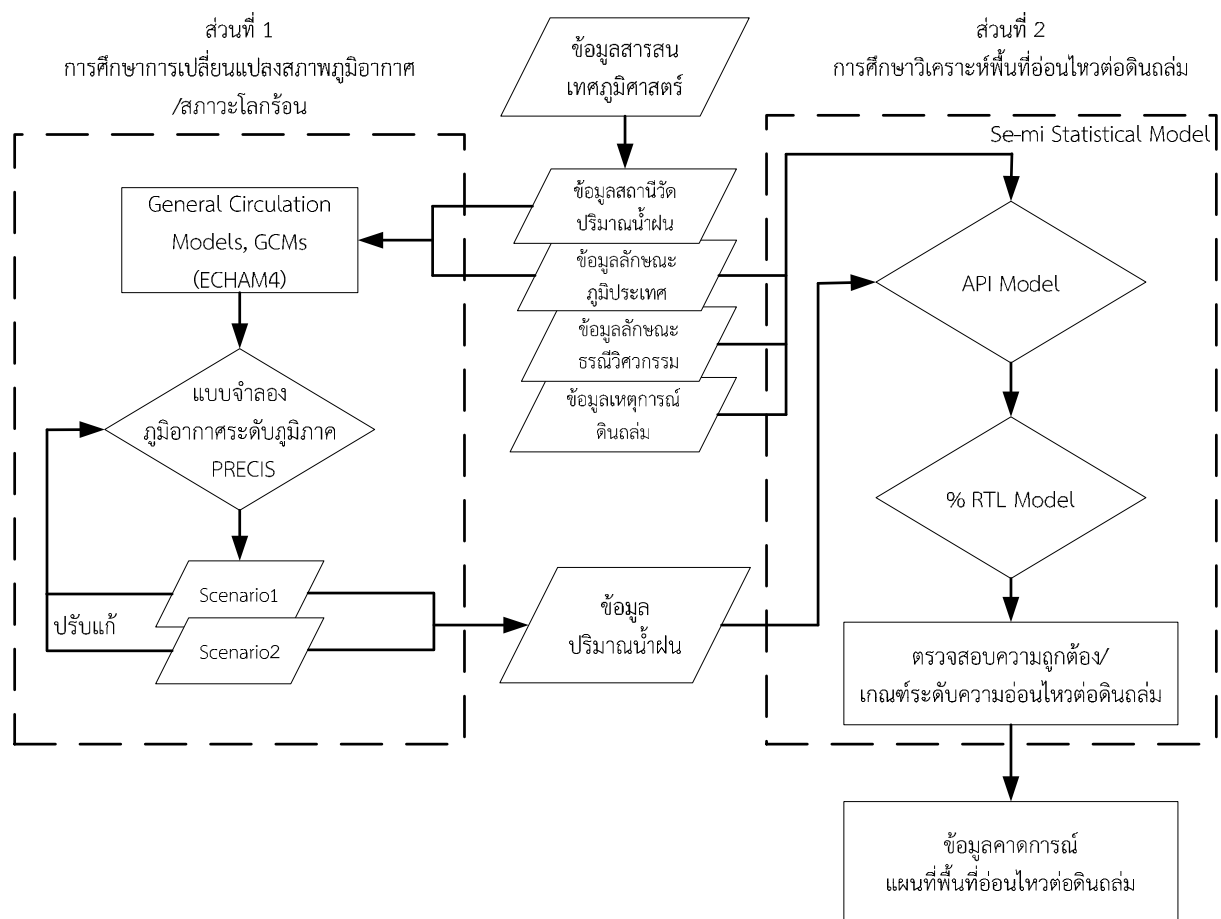 ส่วนที่ 1
การศึกษาการเปลี่ยนแปลงสภาพภูมิอากาศ
/สภาวะโลกร้อน
ข้อมูลสารสน
เทศภูมิศาสตร์
ส่วนที่ 2
การศึกษาวิเคราะห์พื้นที่อ่อนไหวต่อดินถล่ม
Se-mi Statistical Model
General Circulation
Models, GCMs
(ECHAM4)
ข้อมูลสถานีวัด
ปริมาณน้ำฝน
ข้อมูลลักษณะ
ภูมิประเทศ
ข้อมูลลักษณะ
ธรณีวิศวกรรม
ข้อมูลเหตุการณ์
ดินถล่ม
API Model
แบบจำลอง
ภูมิอากาศระดับภูมิภาค
PRECIS
% RTL Model
Scenario1
ปรับแก้
Scenario2
ข้อมูล
ปริมาณน้ำฝน
ตรวจสอบความถูกต้อง/
เกณฑ์ระดับความอ่อนไหวต่อดินถล่ม
ข้อมูลคาดการณ์
แผนที่พื้นที่อ่อนไหวต่อดินถล่ม